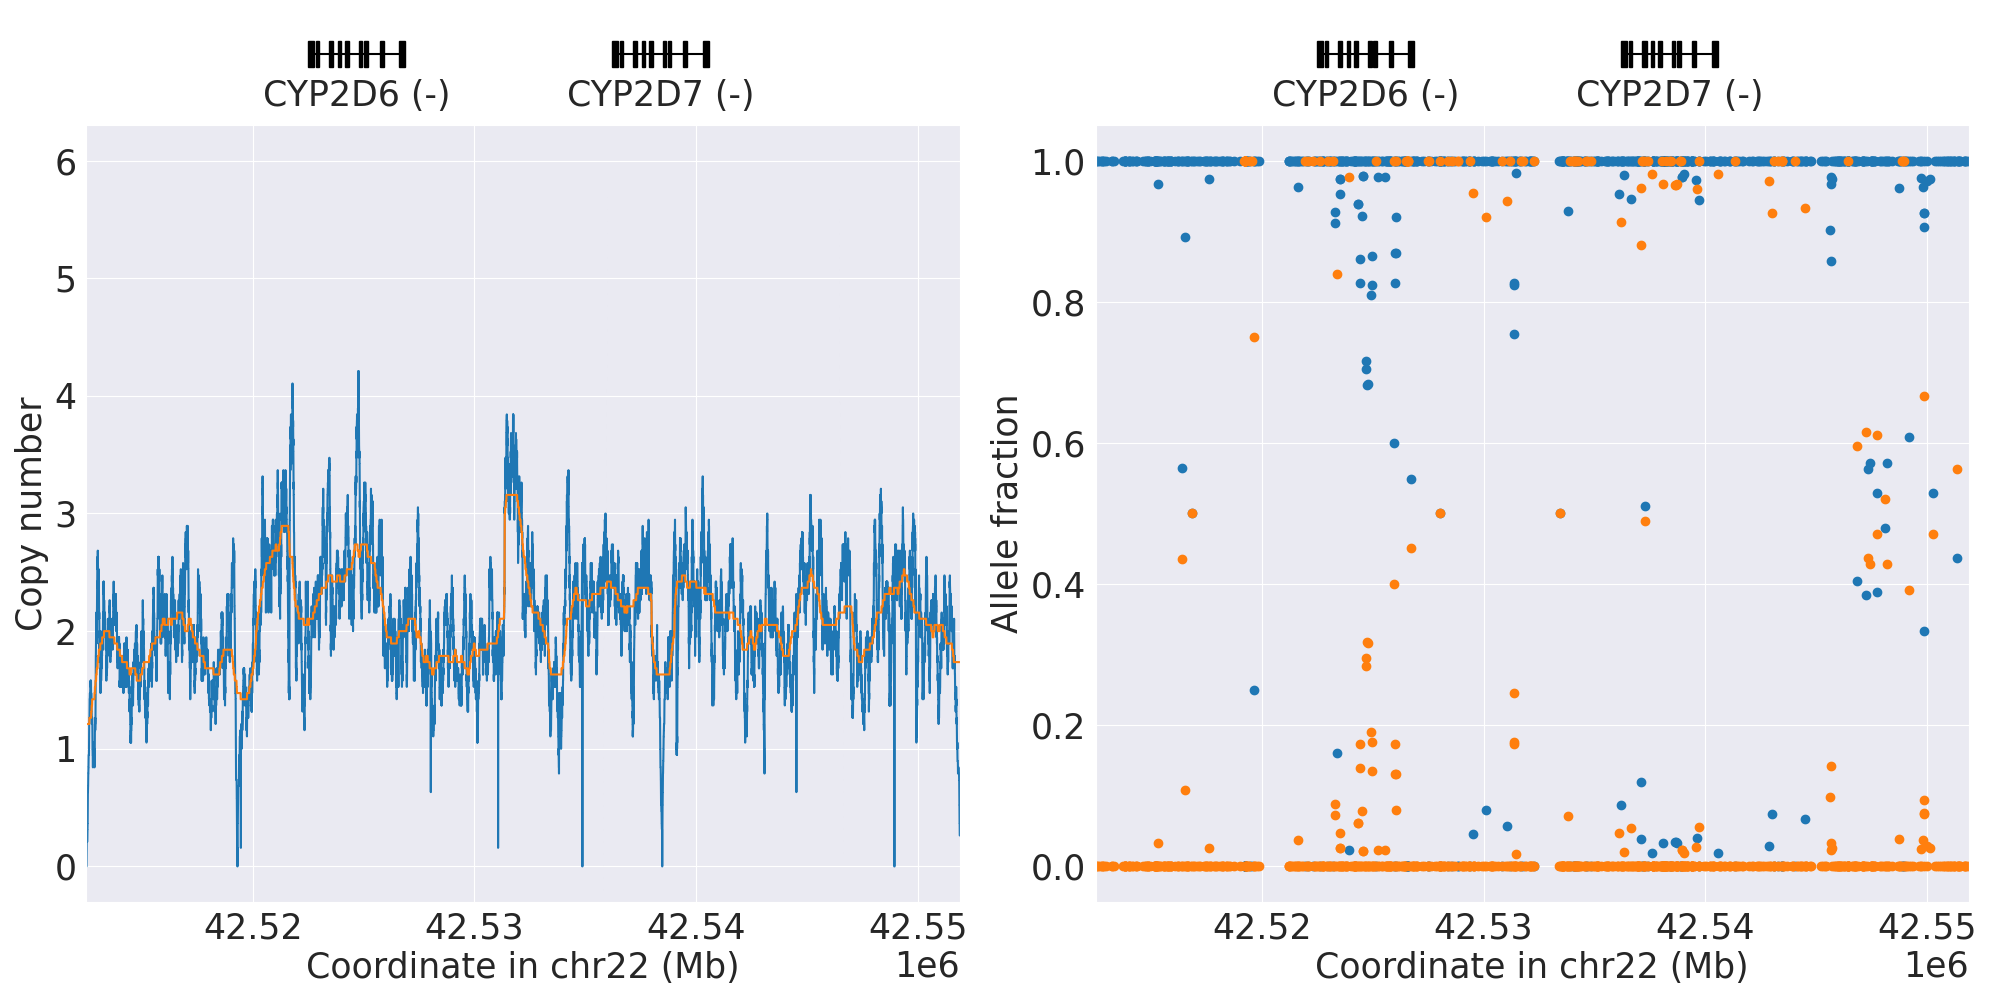 CYP2D6 (-) CYP2D7 (-)
6
5
4
3
2
1
0
Copy number
42.52 42.53 42.54 42.55
Coordinate in chr22 (Mb) 1e6
CYP2D6 (-) CYP2D7 (-)
1.0
0.8
0.6
0.4
0.2
0.0
Allele fraction
42.52 42.53 42.54 42.55
Coordinate in chr22 (Mb) 1e6